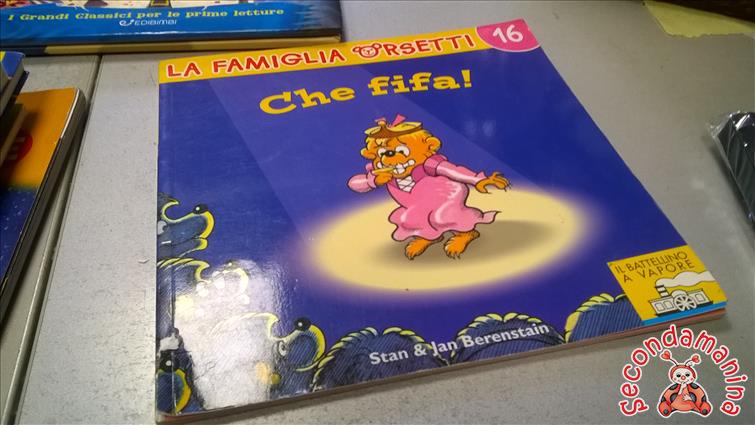 I Grandi Classici per le prime letture
EDIBIMBI
LA FAMIGLIA ORSETTI
16
Che fifa!
IL BATTELLINO
A VAPORE
Stan & Jan Berenstain
Secondamanina